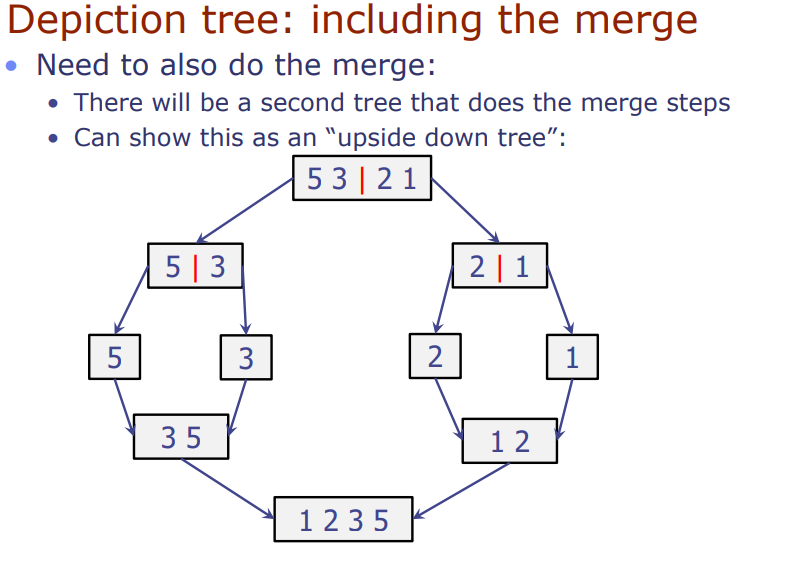 Depiction tree: including the merge
• Need to also do the merge:
• There will be a second tree that does the merge steps
• Can show this as an “upside down tree”:
5 3 | 2 1
5 | 3
2 | 1
5
3
2
1
3 5
1 2
1 2 3 5